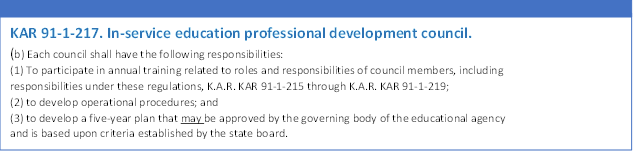 KAR 91-1-217. In-service education professional development council.
(b) Each council shall have the following responsibilities:
(1) To participate in annual training related to roles and responsibilities of council members, including
responsibilities under these regulations, K.A.R. KAR 91-1-215 through K.A.R. KAR 91-1-219;
(2) to develop operational procedures; and
(3) to develop a five-year plan that may be approved by the governing body of the educational agency
and is based upon criteria established by the state board.